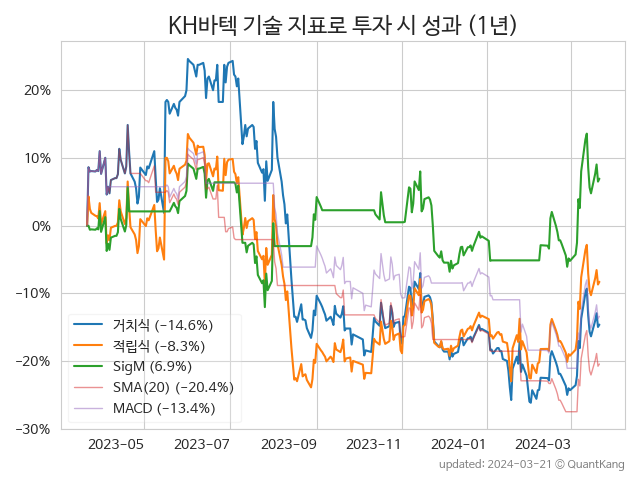 KH바텍 기술 지표로 투자 시 성과 (1년)
20%
10%
0%
−10%
−20%
−30%
거치식 (−14.6%)
적립식 (−8.3%)
SigM (6.9%)
SMA(20) (−20.4%)
MACD (−13.4%)
2023-05 2023-07 2023-09 2023-11 2024-01 2024-03
updated: 2024-03-21 © QuantKang